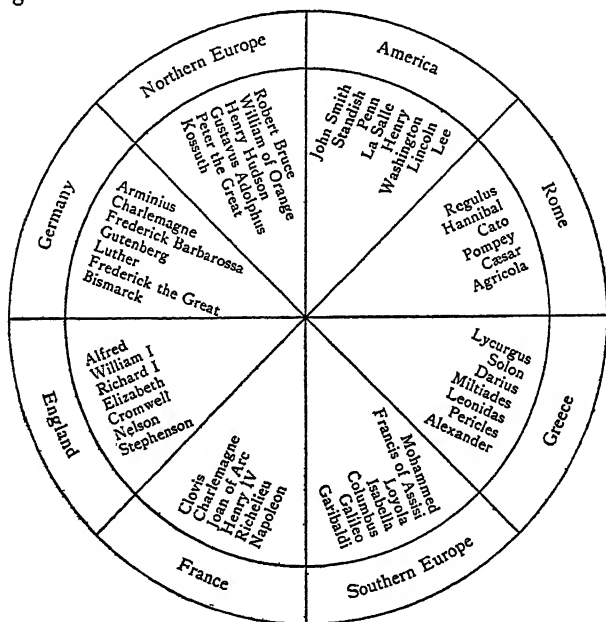 g
Northern Europe
Robert Bruce
William of Orange
Henry Hudson
Gustavus Adolphus
Peter the Great
Kossuth
America
John Smith
Standish
Penn
La Salle
Henry
Washington
Lincoln
Lee
Rome
Regulus
Hannibal
Cato
Pompey
Cæsar
Agricola
Greece
Lycurgus
Solon
Darius
Miltiades
Leonidas
Pericles
Alexander
Southern Europe
Mohammed
Francis of Assisi
Loyola
Isabella
Columbus
Galileo
Garibaldi
France
Clovis
Charlemagne
Joan of Arc
Henry IV
Richelieu
Napoleon
England
Alfred
William I
Richard I
Elizabeth
Cromwell
Nelson
Stephenson
Germany
Arminius
Charlemagne
Frederick Barbarossa
Gutenberg
Luther
Frederick the Great
Bismarck